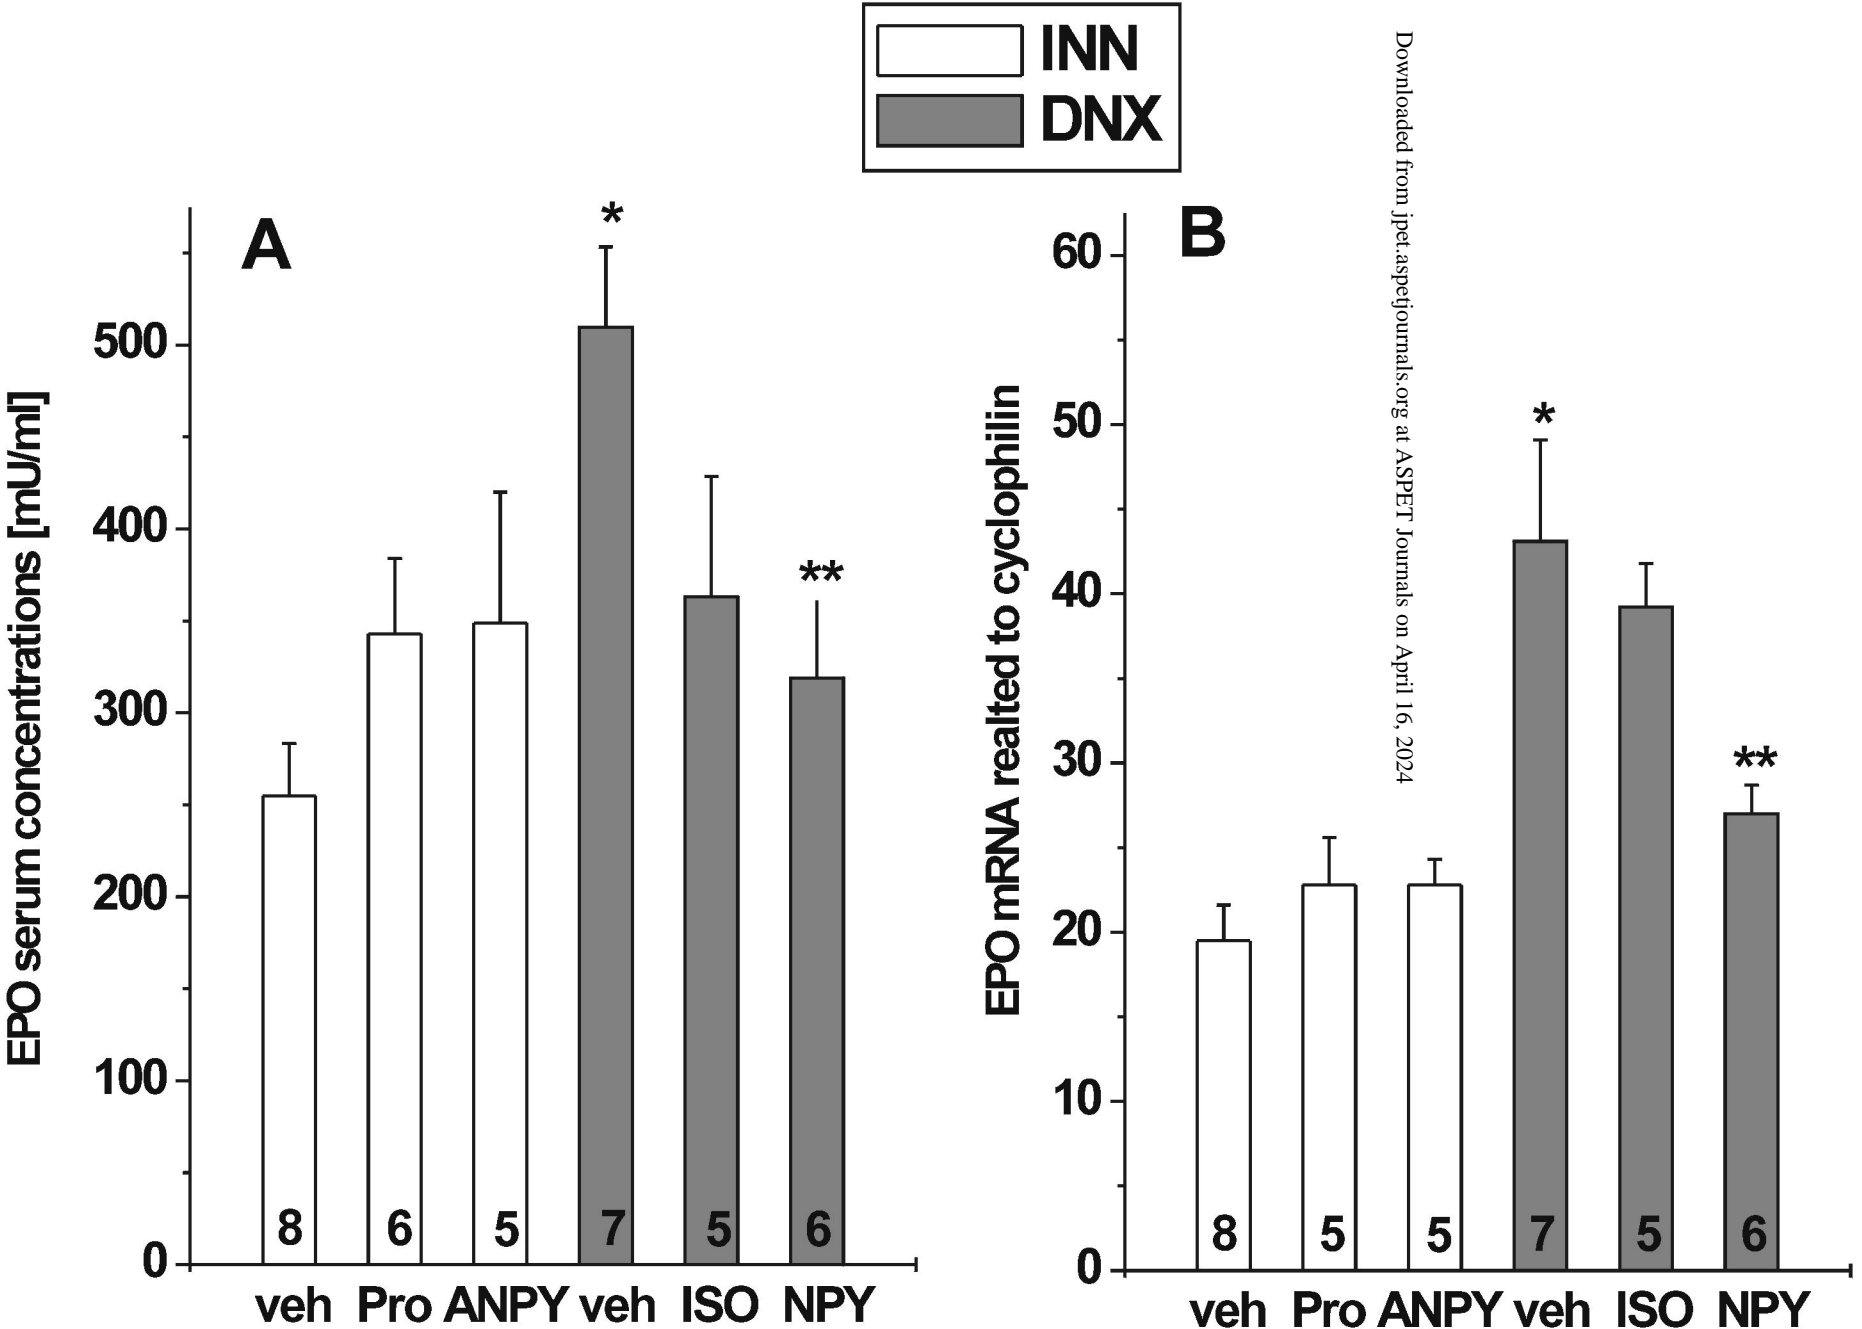 INN
DNX
Downloaded from jpet.aspetjournals.org at ASPET Journals on April 16, 2024
A
*
**
500
400
300
200
100
0
EPO serum concentrations [mU/ml]
8 6 5 7 5 6
veh Pro ANPY veh ISO NPY
B
*
**
60
50
40
30
20
10
0
EPO mRNA realted to cyclophilin
8 5 5 7 5 6
veh Pro ANPY veh ISO NPY